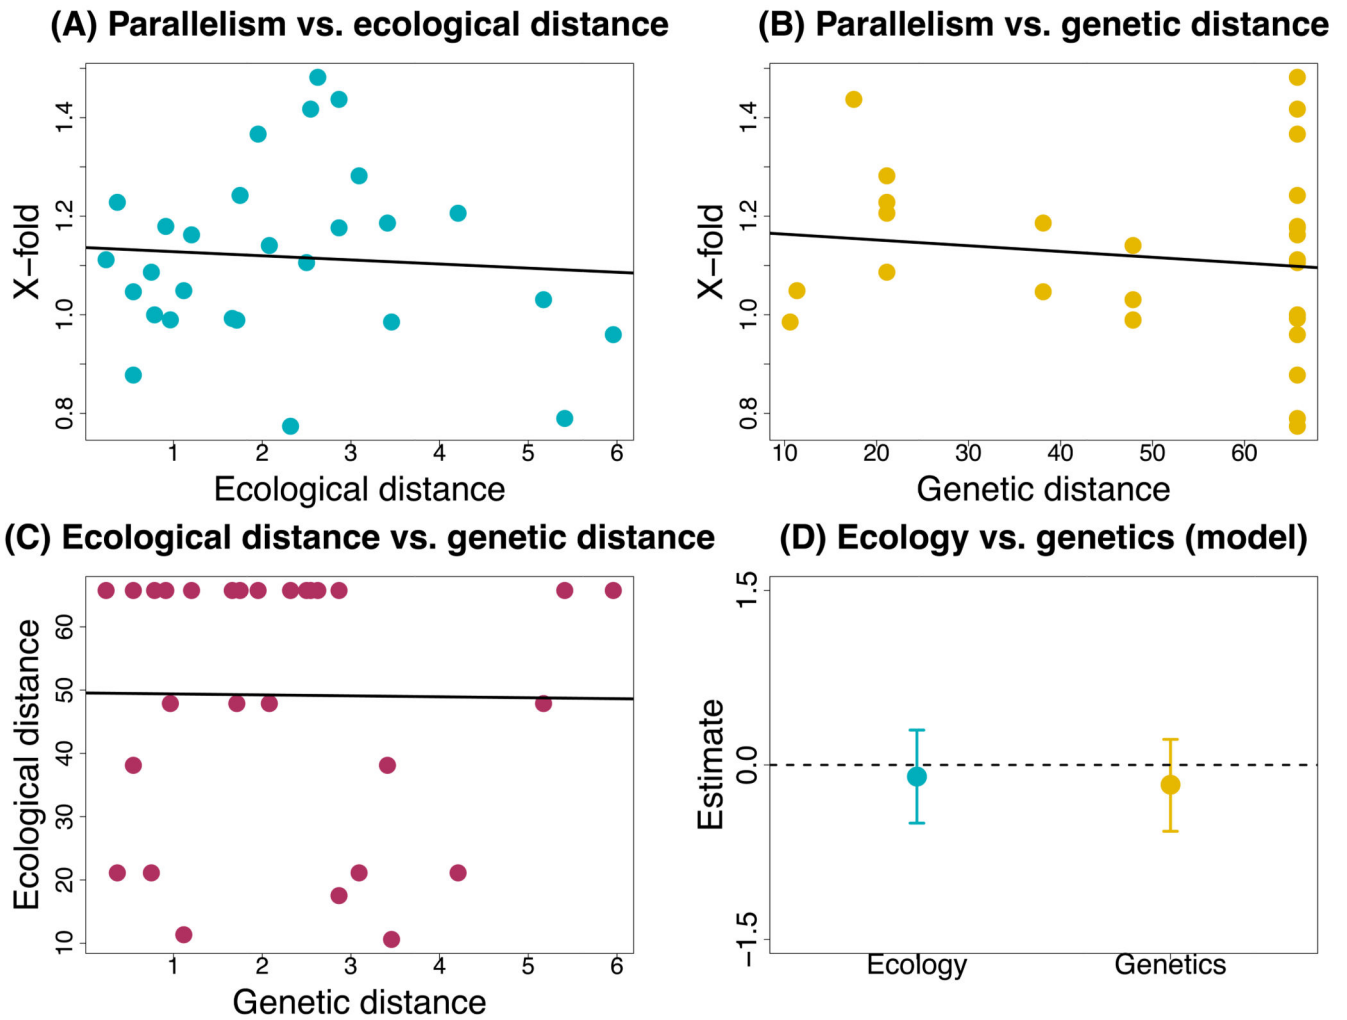 (A) Parallelism vs. ecological distance
X−fold
0.8 1.0 1.2 1.4
1 2 3 4 5 6
Ecological distance
(B) Parallelism vs. genetic distance
X−fold
0.8 1.0 1.2 1.4
10 20 30 40 50 60
Genetic distance
(C) Ecological distance vs. genetic distance
Ecological distance
10 20 30 40 50 60
1 2 3 4 5 6
Genetic distance
(D) Ecology vs. genetics (model)
Estimate
−1.5 0.0 1.5
Ecology Genetics